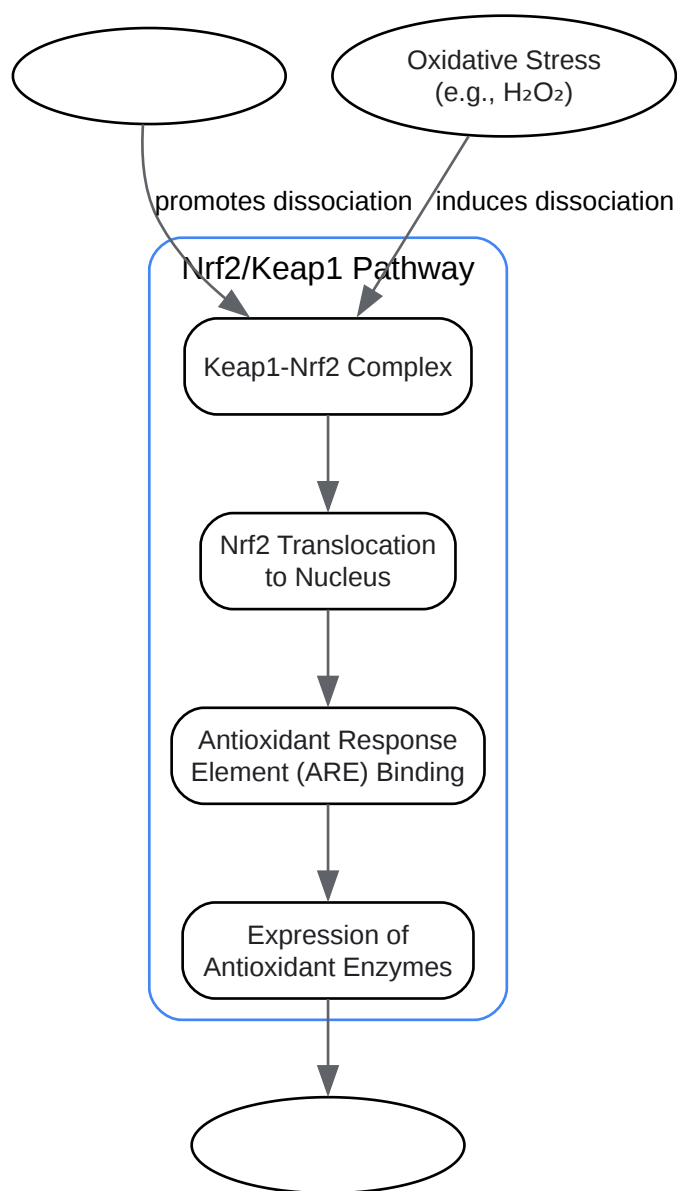 Oxidative Stress
(e.g., H₂O₂)
promotes dissociation
induces dissociation
Nrf2/Keap1 Pathway
Keap1-Nrf2 Complex
Nrf2 Translocation
to Nucleus
Antioxidant Response
Element (ARE) Binding
Expression of
Antioxidant Enzymes